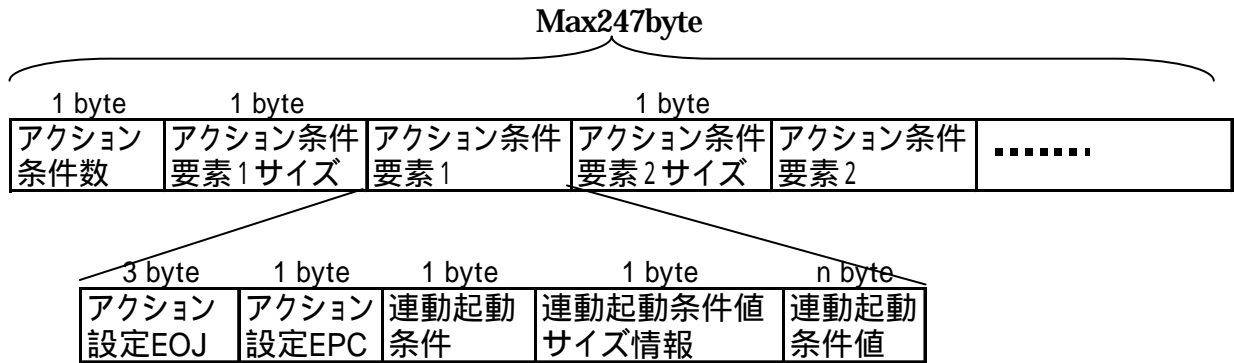 Max247byte
1 byte 1 byte 1 byte
アクション条件数
アクション条件要素1サイズ
アクション条件要素1
アクション条件要素2サイズ
アクション条件要素2
3 byte 1 byte 1 byte 1 byte n byte
アクション設定EOJ
アクション設定EPC
連動起動条件
連動起動条件値サイズ情報
連動起動条件値